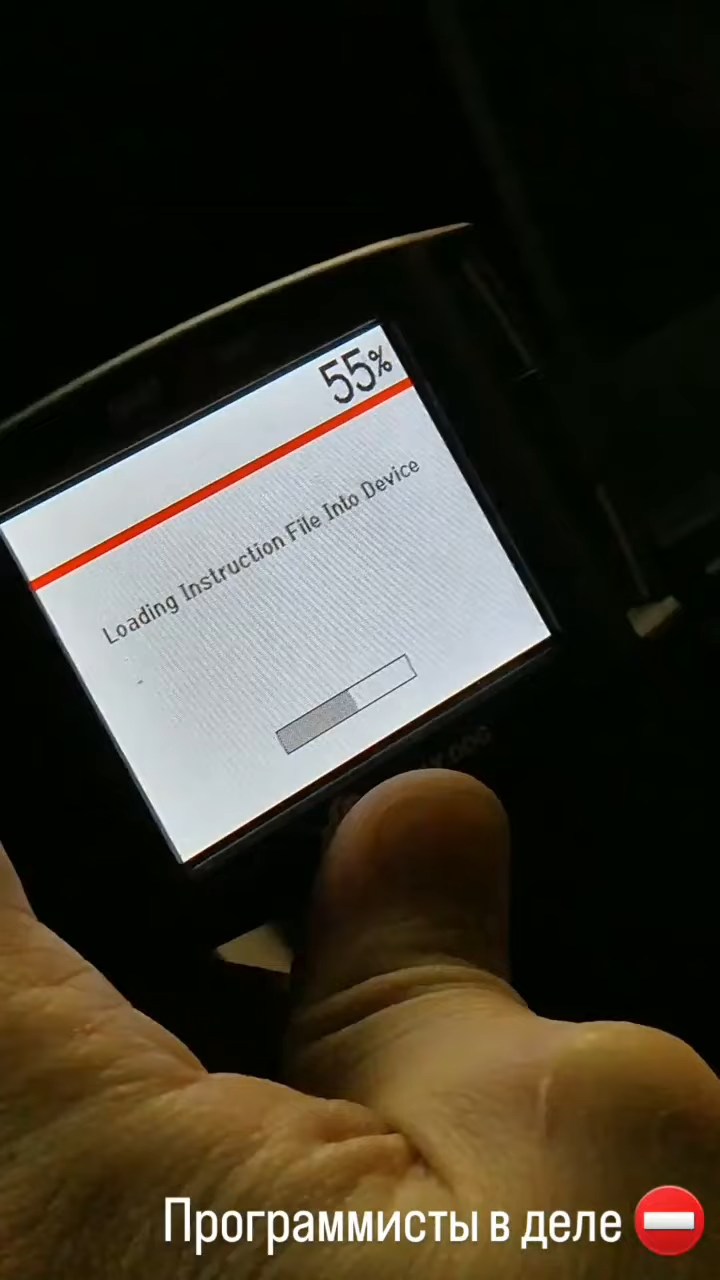 55%
Loading Instruction File Into Device
Программисты в деле